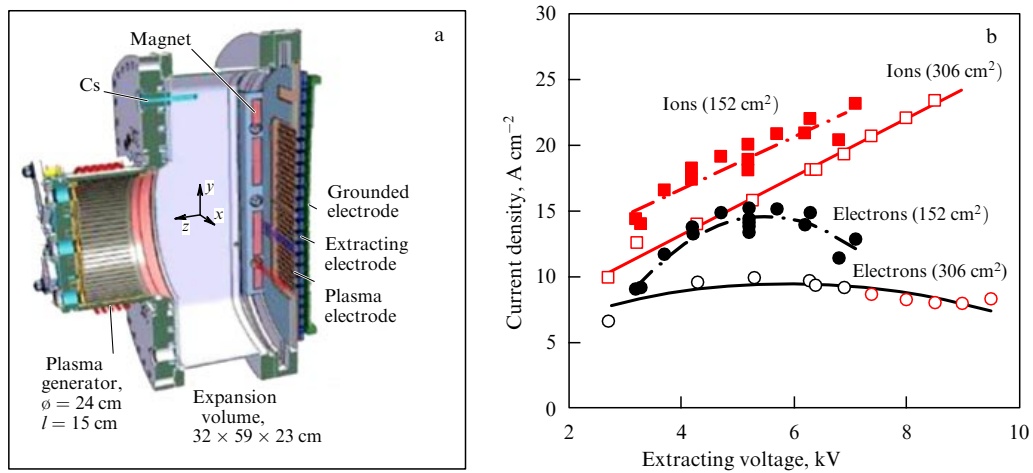 a
Magnet
Cs
y
x
z
Grounded
electrode
Extracting
electrode
Plasma
electrode
Plasma
generator,
ø = 24 cm
l = 15 cm
Expansion
volume,
32 × 59 × 23 cm
b
30
25
20
15
10
5
0
Current density, A cm⁻²
Ions (306 cm²)
Ions (152 cm²)
Electrons (152 cm²)
Electrons (306 cm²)
2
4
6
8
10
Extracting voltage, kV